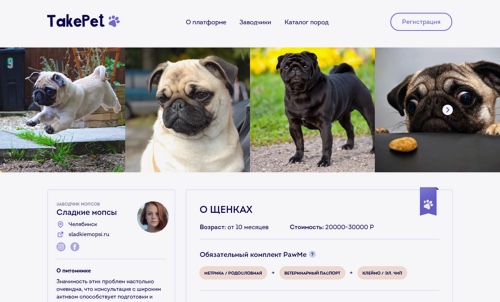 TakePet
О платформе
Заводчики
Каталог пород
Регистрация
9
ЗАВОДЧИК МОПСОВ
Сладкие мопсы
Челябинск
sladkiemopsi.ru
О питомнике
Значимость этих проблем настолько
очевидна, что консультация с широким
активом способствует подготовки и
О ЩЕНКАХ
Возраст: от 10 месяцев
Стоимость: 20000-30000 Р
Обязательный комплект PawMe ?
МЕТРИКА / РОДОСЛОВНАЯ + ВЕТЕРИНАРНЫЙ ПАСПОРТ + КЛЕЙМО / ЭЛ. ЧИП